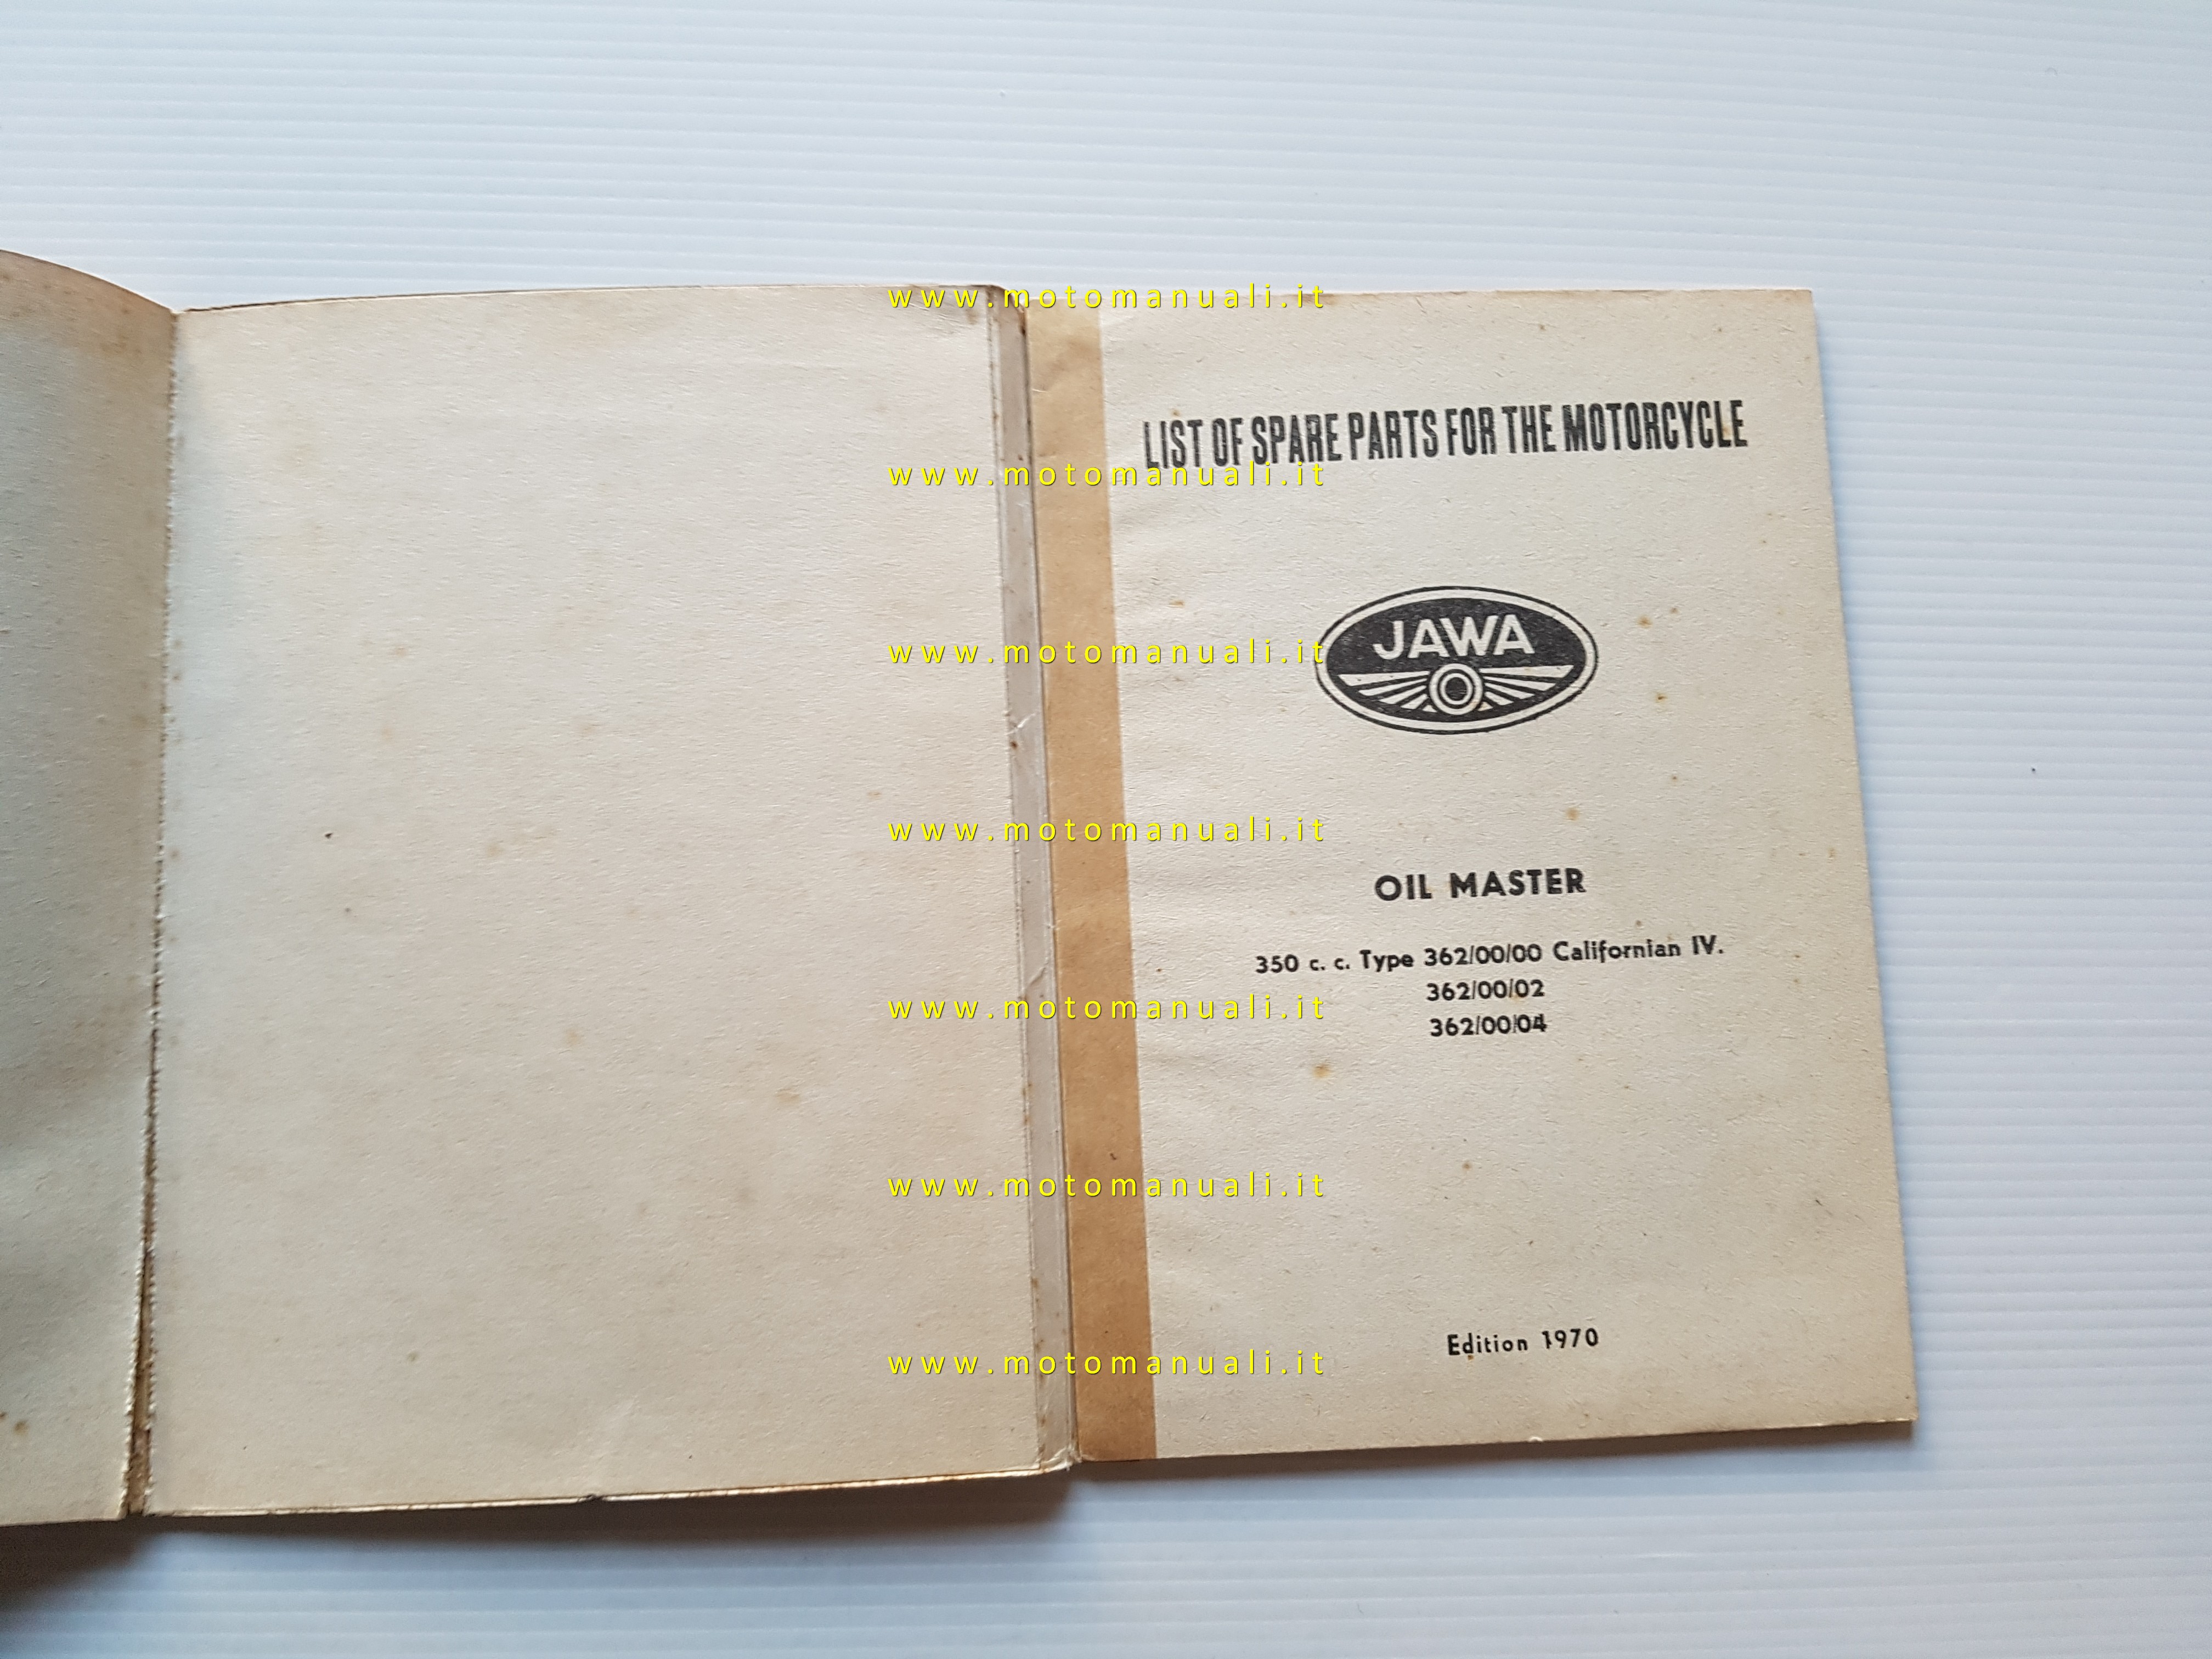 www.motomanuali.it
LIST OF SPARE PARTS FOR THE MOTORCYCLE
www.motomanuali.it
JAWA
www.motomanuali.it
www.motomanuali.it
OIL MASTER
350 c. c. Type 362/00/00 Californian IV.
362/00/02
www.motomanuali.it
362/00/04
www.motomanuali.it
Edition 1970
www.motomanuali.it